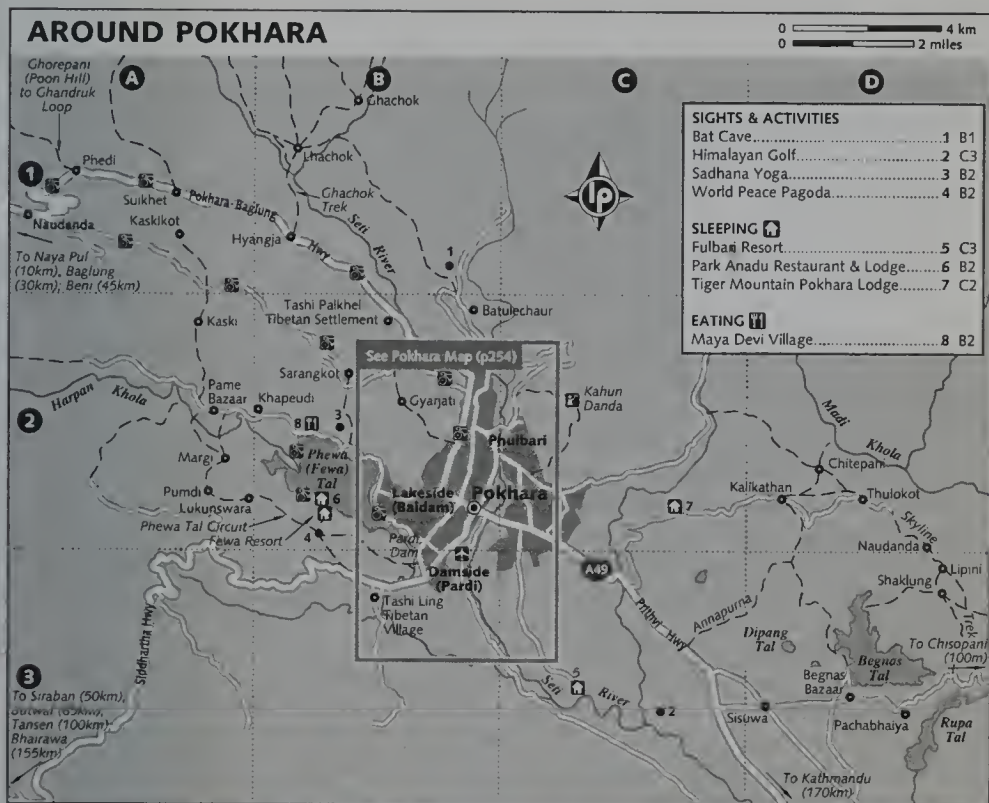 AROUND POKHARA
0 4 km
0 2 miles
Ghorepani
(Poon Hill)
to Ghandruk
Loop
A
B
C
D
Ghachok
Lhachok
SIGHTS & ACTIVITIES
Bat Cave 1 B1
Himalayan Golf 2 C3
Sadhana Yoga 3 B2
World Peace Pagoda 4 B2
SLEEPING
Fulbari Resort 5 C3
Park Anadu Restaurant & Lodge 6 B2
Tiger Mountain Pokhara Lodge 7 C2
EATING
Maya Devi Village 8 B2
1
Phedi
Suikhet
Pokhara-Baglung
Hwy
Ghachok
Trek
Seti
River
lp
Naudanda
Kaskikot
Hyangja
1
To Naya Pul
(10km), Baglung
(30km); Beni (45km)
Tashi Palkhel
Tibetan Settlement
Batulechaur
Kaski
See Pokhara Map (p254)
Sarangkot
Harpan
Khola
Pame
Bazaar
Khapeudi
Gyarjati
Kahun
Danda
2
8
3
Phulbari
Madi
Khola
Margi
Phewa
(Fewa)
Tal
Chitepani
Pumdi
Lukunswara
6
Lakeside
(Baidam)
Pokhara
7
Kalikathan
Thulokot
Phewa Tal Circuit
Fewa Resort
4
Pardi
Dam
Skyline
Trek
Naudanda
Damside
(Pardi)
A49
Lipini
Shaklung
Tashi Ling
Tibetan
Village
Siddhartha Hwy
Prithvi Hwy
Annapurna
Dipang
Tal
To Chisopani
(100m)
Begnas
Tal
3
To Siraban (50km),
Tansen (100km)
Bhairawa
(155km)
5
Seti
River
2
Begnas
Bazaar
Sisuwa
Pachabhaiya
Rupa
Tal
To Kathmandu
(170km)